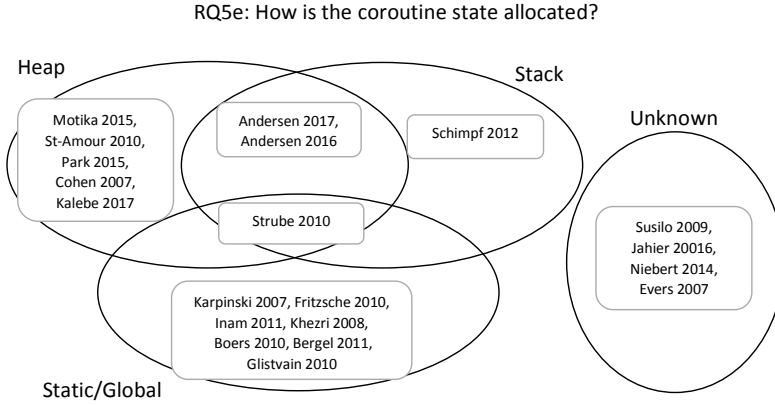 RQ5e: How is the coroutine state allocated?
Heap
Stack
Unknown
Motika 2015,
St-Amour 2010,
Park 2015,
Cohen 2007,
Kalebe 2017
Andersen 2017,
Andersen 2016
Schimpf 2012
Strube 2010
Susilo 2009,
Jahier 20016,
Niebert 2014,
Evers 2007
Karpinski 2007, Fritzsche 2010,
Inam 2011, Khezri 2008,
Boers 2010, Bergel 2011,
Glistvain 2010
Static/Global